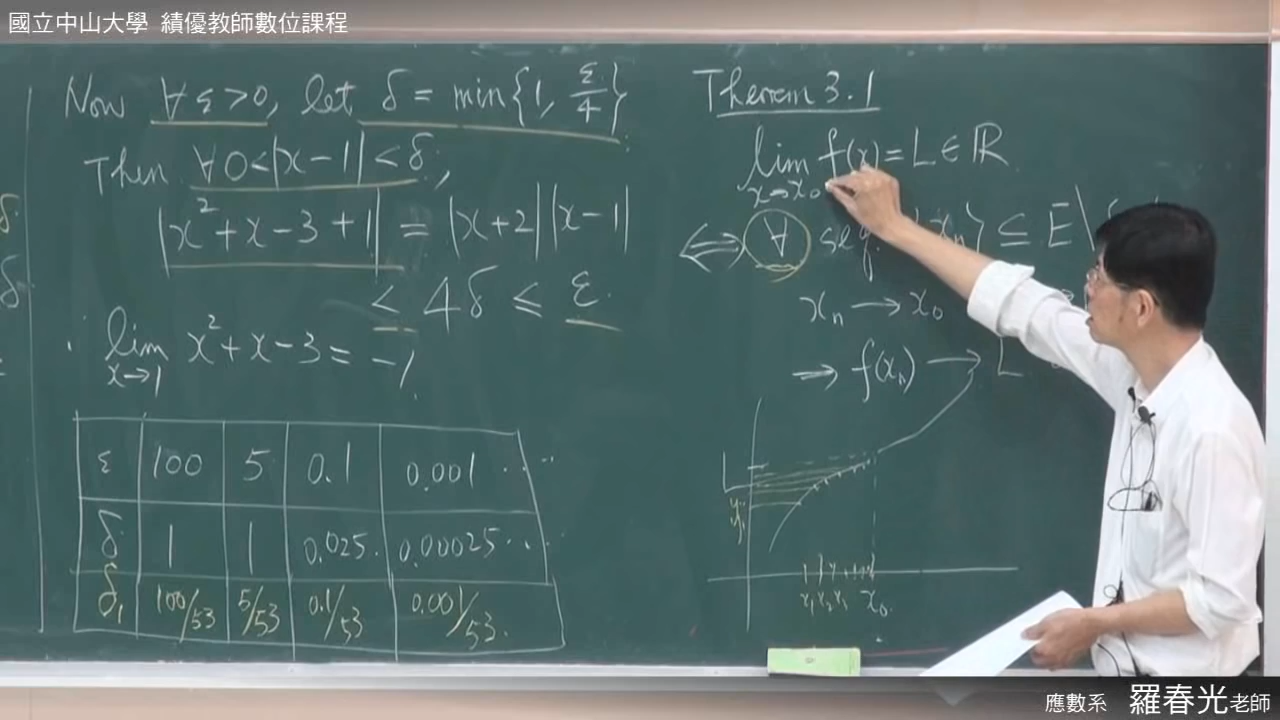 國立中山大學 績優教師數位課程
Now ∀ε>0, let δ = min{1, ε/4}
Then ∀0<|x−1|<δ,
|x²+x−3+1| = |x+2||x−1|
< 4δ ≤ ε.
lim x→1 x²+x−3 = −1
ε 100 5 0.1 0.001 ...
δ 1 1 0.025. 0.00025...
δ₁ 100/53 5/53 0.1/53 0.001/53.
Theorem 3.1
lim x→x₀ f(x) = L ∈ ℝ
⟺ ∀ seq. {xₙ} ⊆ E\
xₙ → x₀
⇒ f(xₙ) → L
L
y₁
x₁ x₂ x₃ x₀
應數系 羅春光老師